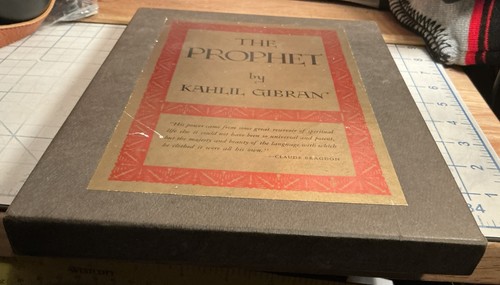 THE
PROPHET
by
KAHLIL GIBRAN
"His power came from some great reservoir of spiritual
life else it could not have been so universal and potent,
but the majesty and beauty of the language with which
he clothed it were all his own."
—CLAUDE BRAGDON